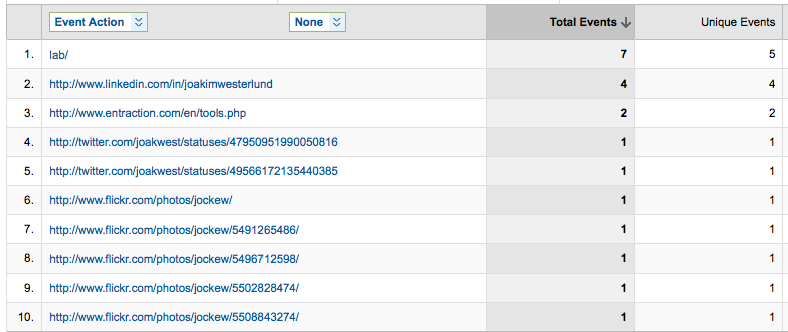 Event Action None Total Events Unique Events
1. lab/ 7 5
2. http://www.linkedin.com/in/joakimwesterlund 4 4
3. http://www.entraction.com/en/tools.php 2 2
4. http://twitter.com/joakwest/statuses/47950951990050816 1 1
5. http://twitter.com/joakwest/statuses/49566172135440385 1 1
6. http://www.flickr.com/photos/jockew/ 1 1
7. http://www.flickr.com/photos/jockew/5491265486/ 1 1
8. http://www.flickr.com/photos/jockew/5496712598/ 1 1
9. http://www.flickr.com/photos/jockew/5502828474/ 1 1
10. http://www.flickr.com/photos/jockew/5508843274/ 1 1